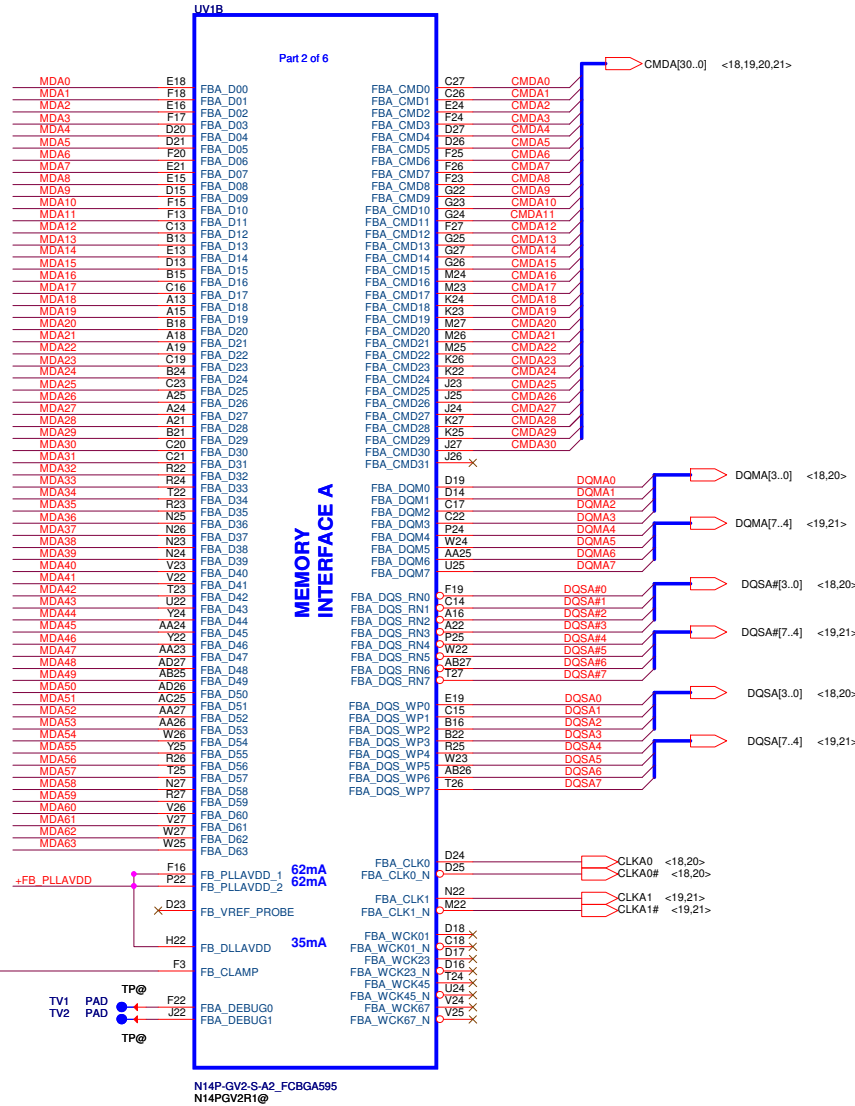 UV1B
Part 2 of 6
MDA0 E18 FBA_D00 FBA_CMD0 C27 CMDA0 CMDA[30..0] <18,19,20,21>
MDA1 F18 FBA_D01 FBA_CMD1 C26 CMDA1
MDA2 E16 FBA_D02 FBA_CMD2 E24 CMDA2
MDA3 F17 FBA_D03 FBA_CMD3 F24 CMDA3
MDA4 D20 FBA_D04 FBA_CMD4 D27 CMDA4
MDA5 D21 FBA_D05 FBA_CMD5 D26 CMDA5
MDA6 F20 FBA_D06 FBA_CMD6 F25 CMDA6
MDA7 E21 FBA_D07 FBA_CMD7 F26 CMDA7
MDA8 E15 FBA_D08 FBA_CMD8 F23 CMDA8
MDA9 D15 FBA_D09 FBA_CMD9 G22 CMDA9
MDA10 F15 FBA_D10 FBA_CMD10 G23 CMDA10
MDA11 F13 FBA_D11 FBA_CMD11 G24 CMDA11
MDA12 C13 FBA_D12 FBA_CMD12 F27 CMDA12
MDA13 B13 FBA_D13 FBA_CMD13 G25 CMDA13
MDA14 E13 FBA_D14 FBA_CMD14 G27 CMDA14
MDA15 D13 FBA_D15 FBA_CMD15 G26 CMDA15
MDA16 B15 FBA_D16 FBA_CMD16 M24 CMDA16
MDA17 C16 FBA_D17 FBA_CMD17 M23 CMDA17
MDA18 A13 FBA_D18 FBA_CMD18 K24 CMDA18
MDA19 A15 FBA_D19 FBA_CMD19 K23 CMDA19
MDA20 B18 FBA_D20 FBA_CMD20 M27 CMDA20
MDA21 A18 FBA_D21 FBA_CMD21 M26 CMDA21
MDA22 A19 FBA_D22 FBA_CMD22 M25 CMDA22
MDA23 C19 FBA_D23 FBA_CMD23 K26 CMDA23
MDA24 B24 FBA_D24 FBA_CMD24 K22 CMDA24
MDA25 C23 FBA_D25 FBA_CMD25 J23 CMDA25
MDA26 A25 FBA_D26 FBA_CMD26 J25 CMDA26
MDA27 A24 FBA_D27 FBA_CMD27 J24 CMDA27
MDA28 A21 FBA_D28 FBA_CMD28 K27 CMDA28
MDA29 B21 FBA_D29 FBA_CMD29 K25 CMDA29
MDA30 C20 FBA_D30 FBA_CMD30 J27 CMDA30
MDA31 C21 FBA_D31 FBA_CMD31 J26
MDA32 R22 FBA_D32
MDA33 R24 FBA_D33 FBA_DQM0 D19 DQMA0 DQMA[3..0] <18,20>
MDA34 T22 FBA_D34 FBA_DQM1 D14 DQMA1
MDA35 R23 FBA_D35 FBA_DQM2 C17 DQMA2
MDA36 N25 FBA_D36 FBA_DQM3 C22 DQMA3
MDA37 N26 FBA_D37 FBA_DQM4 P24 DQMA4 DQMA[7..4] <19,21>
MDA38 N23 FBA_D38 FBA_DQM5 W24 DQMA5
MDA39 N24 FBA_D39 FBA_DQM6 AA25 DQMA6
MDA40 V23 FBA_D40 FBA_DQM7 U25 DQMA7
MDA41 V22 FBA_D41
MDA42 T23 FBA_D42 FBA_DQS_RN0 F19 DQSA#0 DQSA#[3..0] <18,20>
MDA43 U22 FBA_D43 FBA_DQS_RN1 C14 DQSA#1
MDA44 Y24 FBA_D44 FBA_DQS_RN2 A16 DQSA#2
MDA45 AA24 FBA_D45 FBA_DQS_RN3 A22 DQSA#3
MDA46 Y22 FBA_D46 FBA_DQS_RN4 P25 DQSA#4 DQSA#[7..4] <19,21>
MDA47 AA23 FBA_D47 FBA_DQS_RN5 W22 DQSA#5
MDA48 AD27 FBA_D48 FBA_DQS_RN6 AB27 DQSA#6
MDA49 AB25 FBA_D49 FBA_DQS_RN7 T27 DQSA#7
MDA50 AD26 FBA_D50
MDA51 AC25 FBA_D51 FBA_DQS_WP0 E19 DQSA0 DQSA[3..0] <18,20>
MDA52 AA27 FBA_D52 FBA_DQS_WP1 C15 DQSA1
MDA53 AA26 FBA_D53 FBA_DQS_WP2 B16 DQSA2
MDA54 W26 FBA_D54 FBA_DQS_WP3 B22 DQSA3
MDA55 Y25 FBA_D55 FBA_DQS_WP4 R25 DQSA4 DQSA[7..4] <19,21>
MDA56 R26 FBA_D56 FBA_DQS_WP5 W23 DQSA5
MDA57 T25 FBA_D57 FBA_DQS_WP6 AB26 DQSA6
MDA58 N27 FBA_D58 FBA_DQS_WP7 T26 DQSA7
MDA59 R27 FBA_D59
MDA60 V26 FBA_D60
MDA61 V27 FBA_D61
MDA62 W27 FBA_D62
MDA63 W25 FBA_D63
MEMORY
INTERFACE A
F16 FB_PLLAVDD_1 62mA FBA_CLK0 D24 CLKA0 <18,20>
+FB_PLLAVDD P22 FB_PLLAVDD_2 62mA FBA_CLK0_N D25 CLKA0# <18,20>
FBA_CLK1 N22 CLKA1 <19,21>
D23 FB_VREF_PROBE FBA_CLK1_N M22 CLKA1# <19,21>
FBA_WCK01 D18
H22 FB_DLLAVDD 35mA FBA_WCK01_N C18
FBA_WCK23 D17
F3 FB_CLAMP FBA_WCK23_N D16
FBA_WCK45 T24
TP@ FBA_WCK45_N U24
TV1 PAD F22 FBA_DEBUG0 FBA_WCK67 V24
TV2 PAD J22 FBA_DEBUG1 FBA_WCK67_N V25
TP@
N14P-GV2-S-A2_FCBGA595
N14PGV2R1@